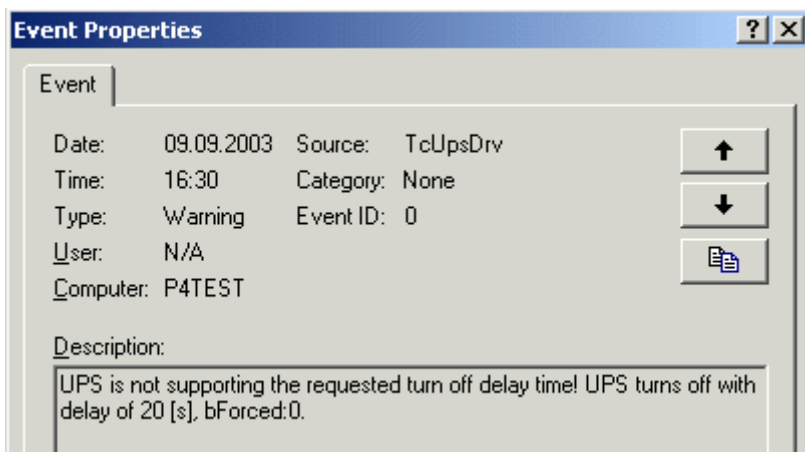 Event Properties
Event
Date: 09.09.2003 Source: TcUpsDrv
Time: 16:30 Category: None
Type: Warning Event ID: 0
User: N/A
Computer: P4TEST
Description:
UPS is not supporting the requested turn off delay time! UPS turns off with
delay of 20 [s], bForced:0.